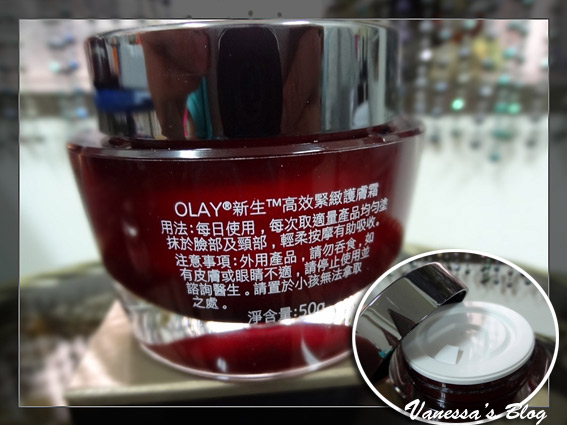 OLAY®新生™高效緊緻護膚霜
用法:每日使用，每次取適量產品均勻塗
抹於臉部及頸部，輕柔按摩有助吸收。
注意事項:外用產品，請勿吞食，如
有皮膚或眼睛不適，請停止使用並
諮詢醫生。請置於小孩無法拿取
之處。
淨含量:50g
Vanessa's Blog